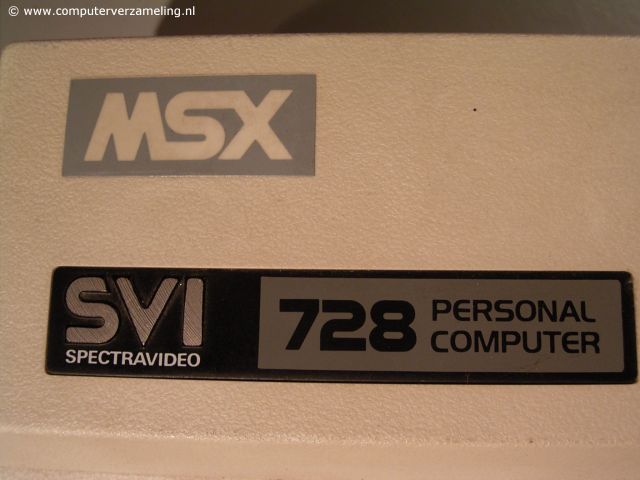 © www.computerverzameling.nl
MSX
SVI
SPECTRAVIDEO
728 PERSONAL
COMPUTER